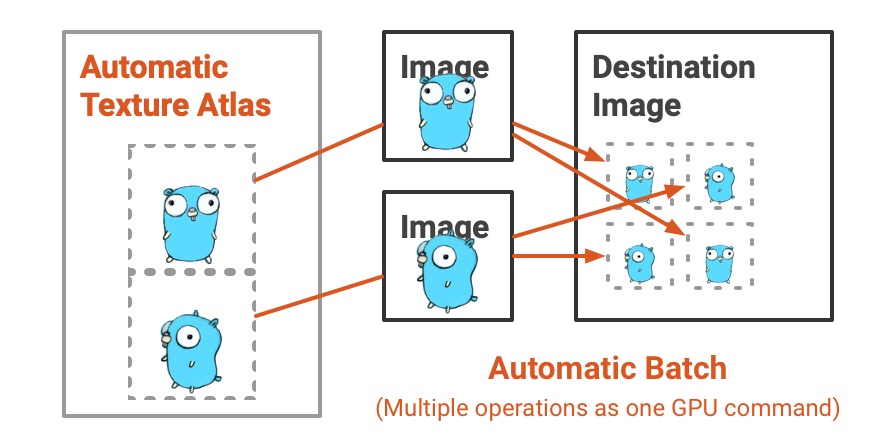 Automatic
Texture Atlas
Image
Image
Destination
Image
Automatic Batch
(Multiple operations as one GPU command)